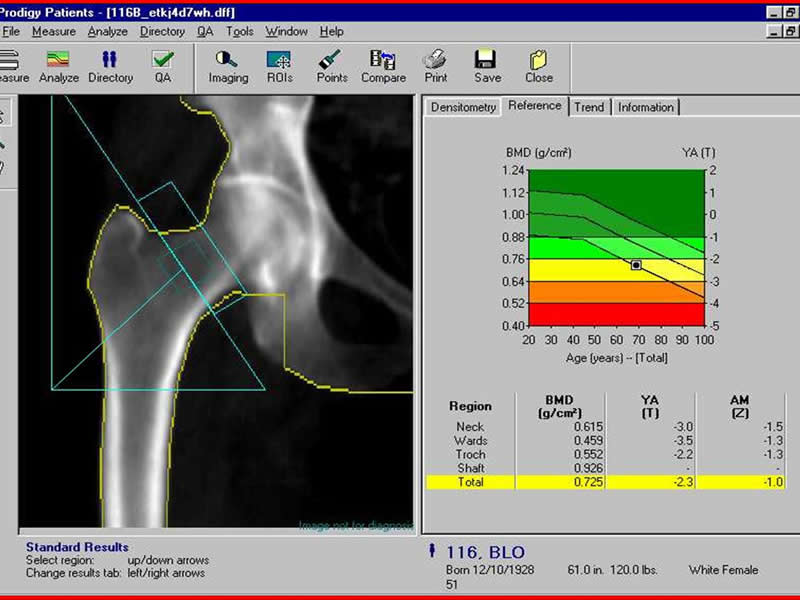 Prodigy Patients - [116B_etkj4d7wh.dff]
File Measure Analyze Directory QA Tools Window Help
easure Analyze Directory QA Imaging ROIs Points Compare Print Save Close
Densitometry Reference Trend Information
BMD (g/cm²) YA (T)
1.24 2
1.12 1
1.00 0
0.88 -1
0.76 -2
0.64 -3
0.52 -4
0.40 -5
20 30 40 50 60 70 80 90 100
Age (years) -- [Total]
Region BMD (g/cm²) YA (T) AM (Z)
Neck 0.615 -3.0 -1.5
Wards 0.459 -3.5 -1.3
Troch 0.552 -2.2 -1.3
Shaft 0.926 - -
Total 0.725 -2.3 -1.0
Image not for diagnosis
Standard Results
Select region: up/down arrows
Change results tab: left/right arrows
116, BLO
Born 12/10/1928 61.0 in. 120.0 lbs. White Female
51